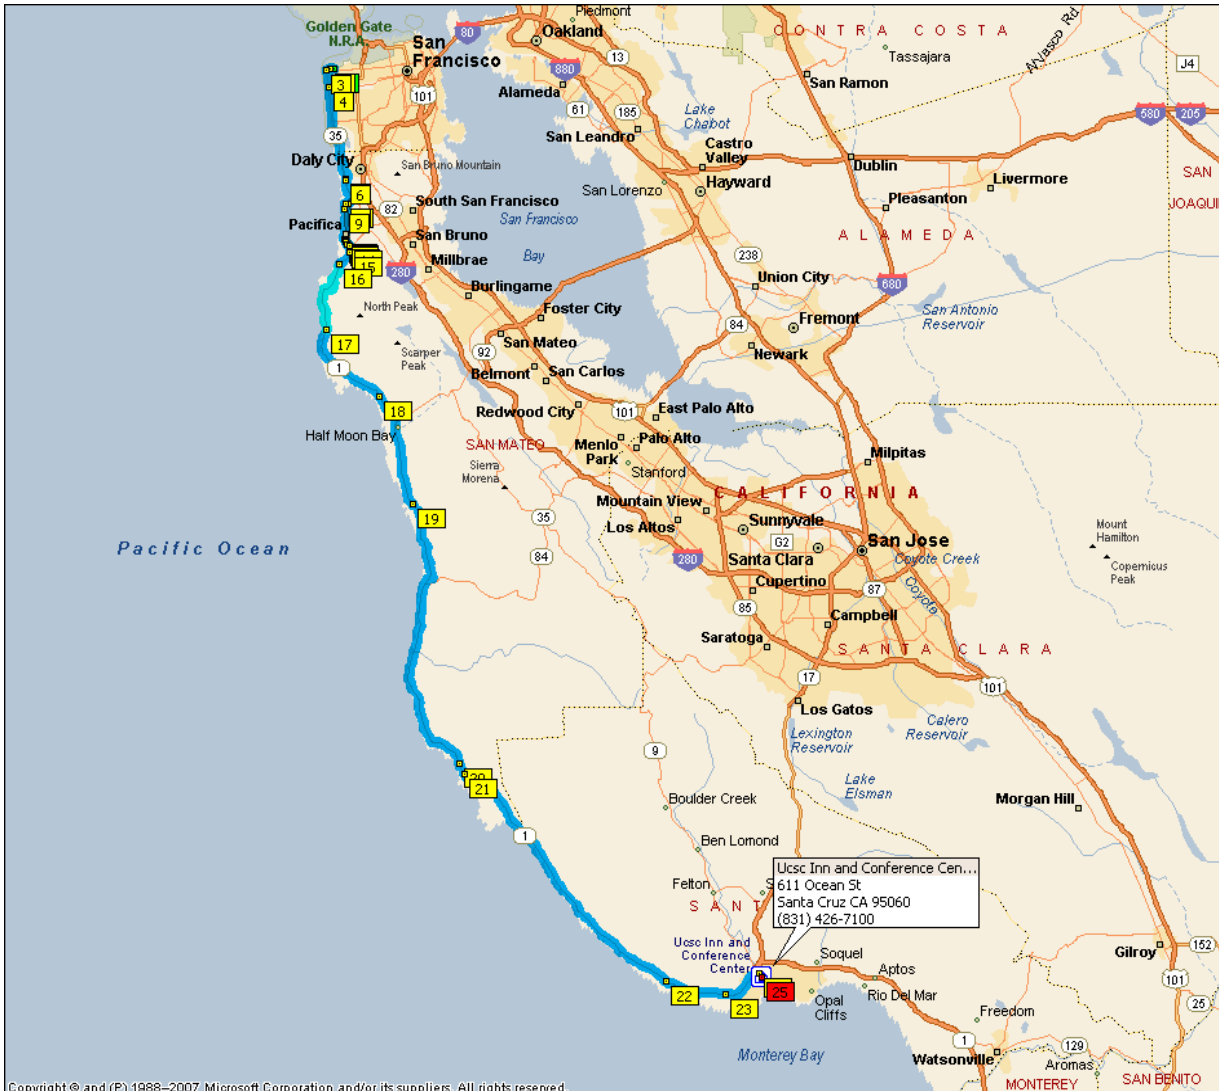 Piedmont
Golden Gate
N.R.A.
San
Francisco
Oakland
80
CONTRA COSTA
Vasco Rd
Tassajara
J4
13
880
San Ramon
Alameda
101
61
185
Lake
Chabot
580
205
3
4
San Leandro
35
Castro
Valley
Daly City
San Bruno Mountain
Dublin
San Lorenzo
Hayward
Livermore
SAN
JOAQUI
6
82
South San Francisco
Pleasanton
San Francisco
Bay
Pacifica
9
San Bruno
ALAMEDA
238
15
16
280
Millbrae
Union City
680
Burlingame
North Peak
Foster City
San Antonio
Reservoir
84
Fremont
17
San Mateo
Scarper
Peak
92
Newark
1
Belmont
San Carlos
18
Redwood City
101
East Palo Alto
Half Moon Bay
SAN MATEO
Menlo
Park
Palo Alto
Stanford
Milpitas
Sierra
Morena
CALIFORNIA
19
35
Mountain View
Los Altos
Sunnyvale
G2
Mount
Hamilton
Pacific Ocean
84
280
Santa Clara
San Jose
Coyote Creek
Copernicus
Peak
Cupertino
87
Coyote
85
Campbell
Saratoga
SANTA CLARA
17
101
Los Gatos
Lexington
Reservoir
Calero
Reservoir
9
20
21
Lake
Elsman
Boulder Creek
Morgan Hill
1
Ben Lomond
Ucsc Inn and Conference Cen...
611 Ocean St
Santa Cruz CA 95060
(831) 426-7100
Felton
S
SANT
Ucsc Inn and
Conference
Center
Soquel
Gilroy
152
Aptos
101
22
25
Rio Del Mar
25
23
Opal
Cliffs
Freedom
1
129
Monterey Bay
Watsonville
Aromas
MONTEREY
SAN BENITO
Copyright © and (P) 1988–2007 Microsoft Corporation and/or its suppliers. All rights reserved.